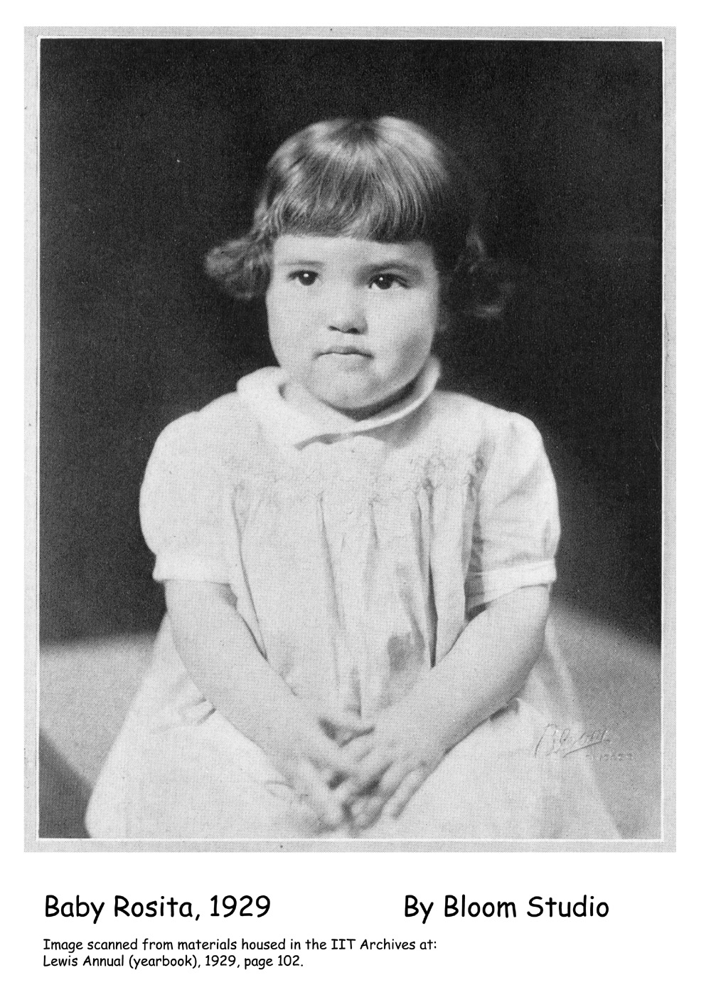 Bloom
Baby Rosita, 1929 By Bloom Studio
Image scanned from materials housed in the IIT Archives at:
Lewis Annual (yearbook), 1929, page 102.